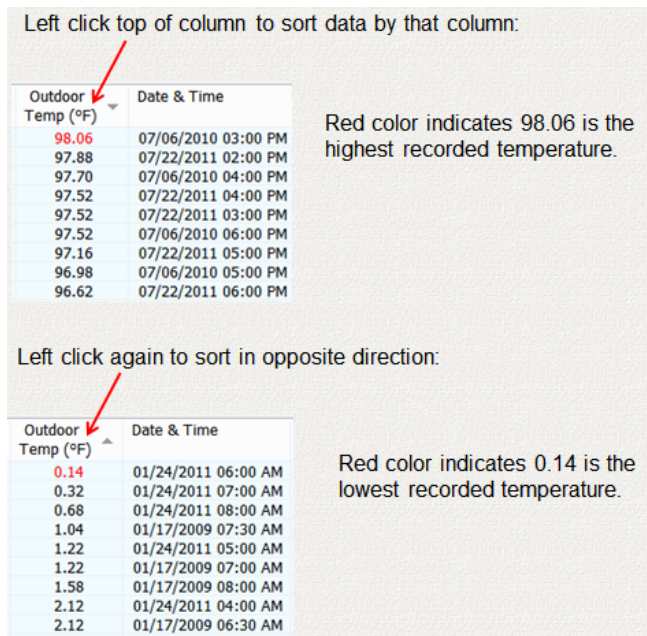 Left click top of column to sort data by that column:
Outdoor Temp (°F) Date & Time
98.06 07/06/2010 03:00 PM
97.88 07/22/2011 02:00 PM
97.70 07/06/2010 04:00 PM
97.52 07/22/2011 04:00 PM
97.52 07/22/2011 03:00 PM
97.52 07/06/2010 06:00 PM
97.16 07/22/2011 05:00 PM
96.98 07/06/2010 05:00 PM
96.62 07/22/2011 06:00 PM
Red color indicates 98.06 is the
highest recorded temperature.
Left click again to sort in opposite direction:
Outdoor Temp (°F) Date & Time
0.14 01/24/2011 06:00 AM
0.32 01/24/2011 07:00 AM
0.68 01/24/2011 08:00 AM
1.04 01/17/2009 07:30 AM
1.22 01/24/2011 05:00 AM
1.22 01/17/2009 07:00 AM
1.58 01/17/2009 08:00 AM
2.12 01/24/2011 04:00 AM
2.12 01/17/2009 06:30 AM
Red color indicates 0.14 is the
lowest recorded temperature.